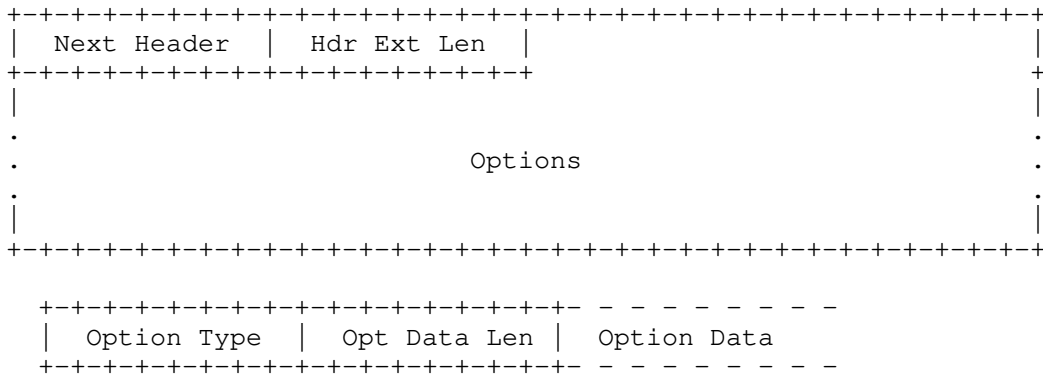 Next Header | Hdr Ext Len
Options
Option Type | Opt Data Len | Option Data